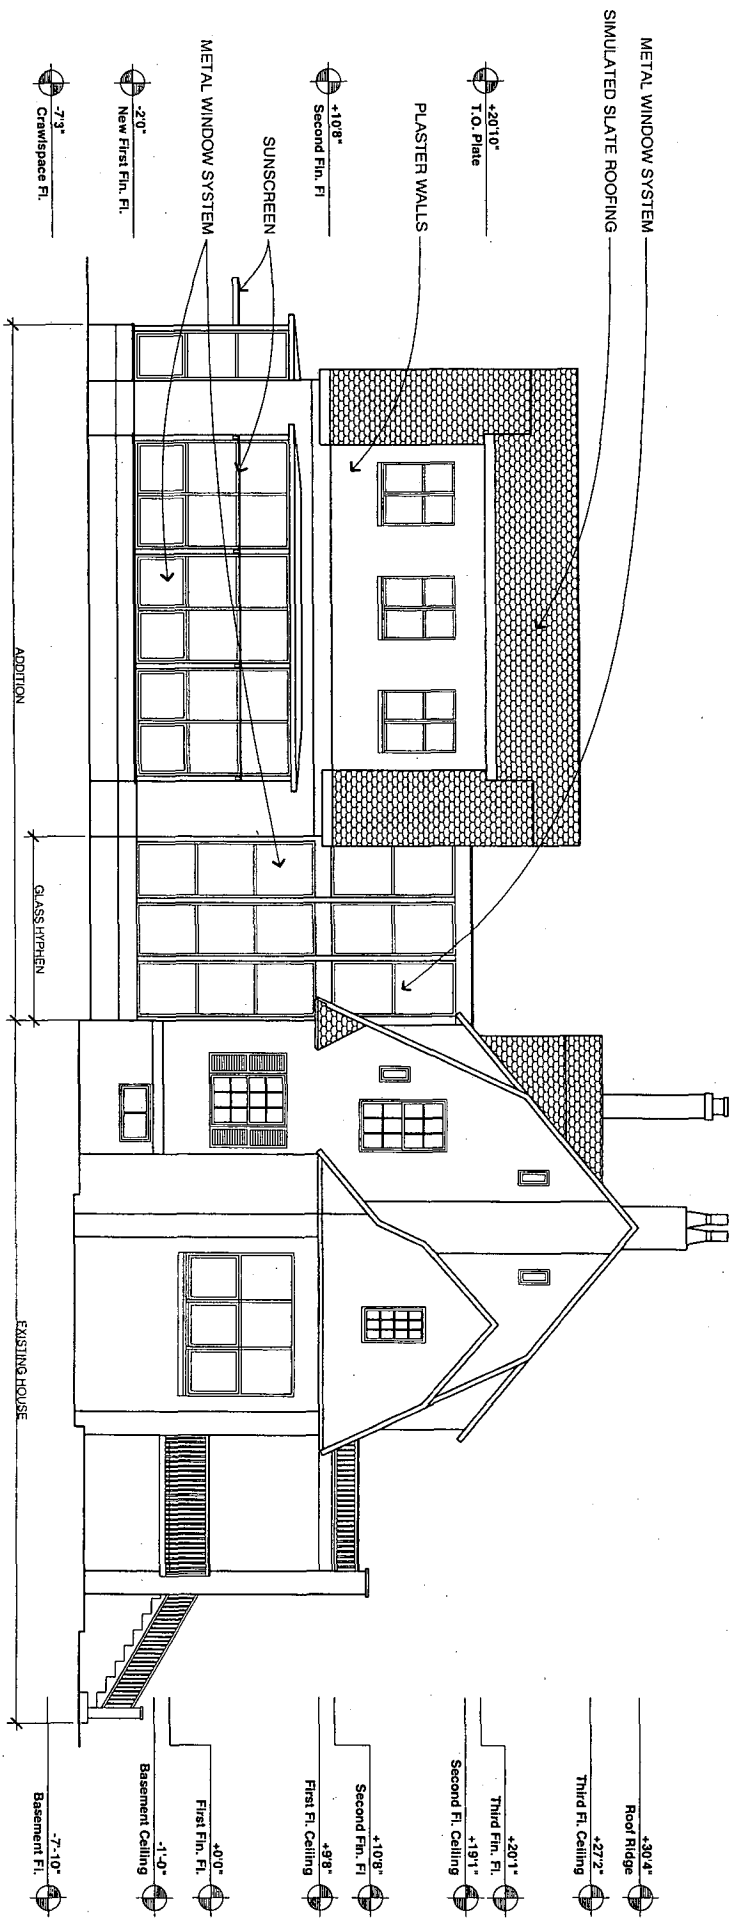 METAL WINDOW SYSTEM
SIMULATED SLATE ROOFING
+20'10"
T.O. Plate
PLASTER WALLS
+10'8"
Second Fin. Fl
SUNSCREEN
METAL WINDOW SYSTEM
-2'0"
New First Fin. Fl.
-7'3"
Crawlspace Fl.
ADDITION
GLASS HYPHEN
EXISTING HOUSE
+30'4"
Roof Ridge
+27'2"
Third Fl. Ceiling
+20'1"
Third Fin. Fl.
+19'1"
Second Fl. Ceiling
+10'8"
Second Fin. Fl
+9'8"
First Fl. Ceiling
+0'0"
First Fin. Fl.
-1'-0"
Basement Ceiling
-7'-10"
Basement Fl.